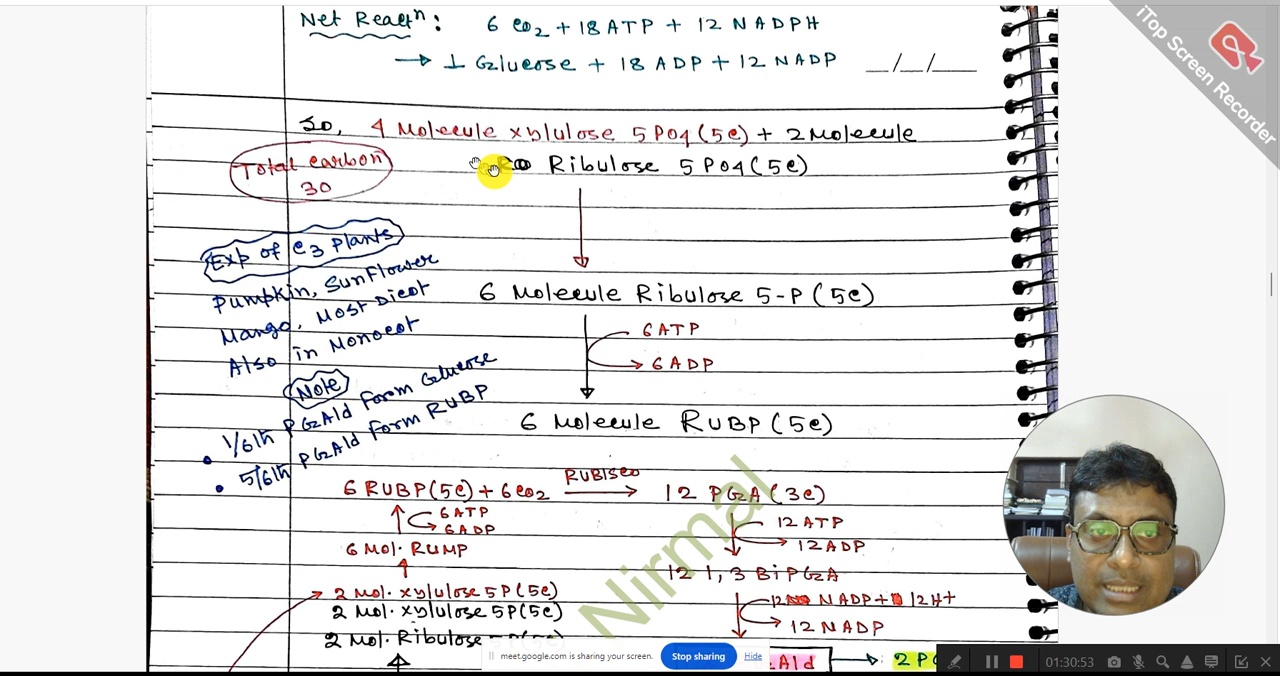 Net Reactn: 6 CO2 + 18 ATP + 12 NADPH
→ 1 Glucose + 18 ADP + 12 NADP __/__/__
So, 4 Molecule xylulose 5 PO4 (5c) + 2 Molecule
Ribulose 5 PO4 (5c)
Total carbon
30
Exp of C3 Plants
Pumpkin, SunFlower
Mango, Most Dicot
Also in Monocot
6 Molecule Ribulose 5-P (5c)
6 ATP
6 ADP
6 Molecule RUBP (5c)
Note
• 1/6th PGAld Form Glucose
• 5/6th PGAld Form RUBP
6 RUBP (5c) + 6 CO2 RUBISCO → 12 PGA (3c)
6 ATP
6 ADP
12 ATP
12 ADP
6 Mol. RUMP
12 1, 3 BiPGA
2 Mol. xylulose 5P (5c)
2 Mol. xylulose 5P (5c)
2 Mol. Ribulose
NADP + 12H+
12 NADP
Ald → 2 P
Nirmal
iTop Screen Recorder
meet.google.com is sharing your screen.
Stop sharing
Hide
01:30:53